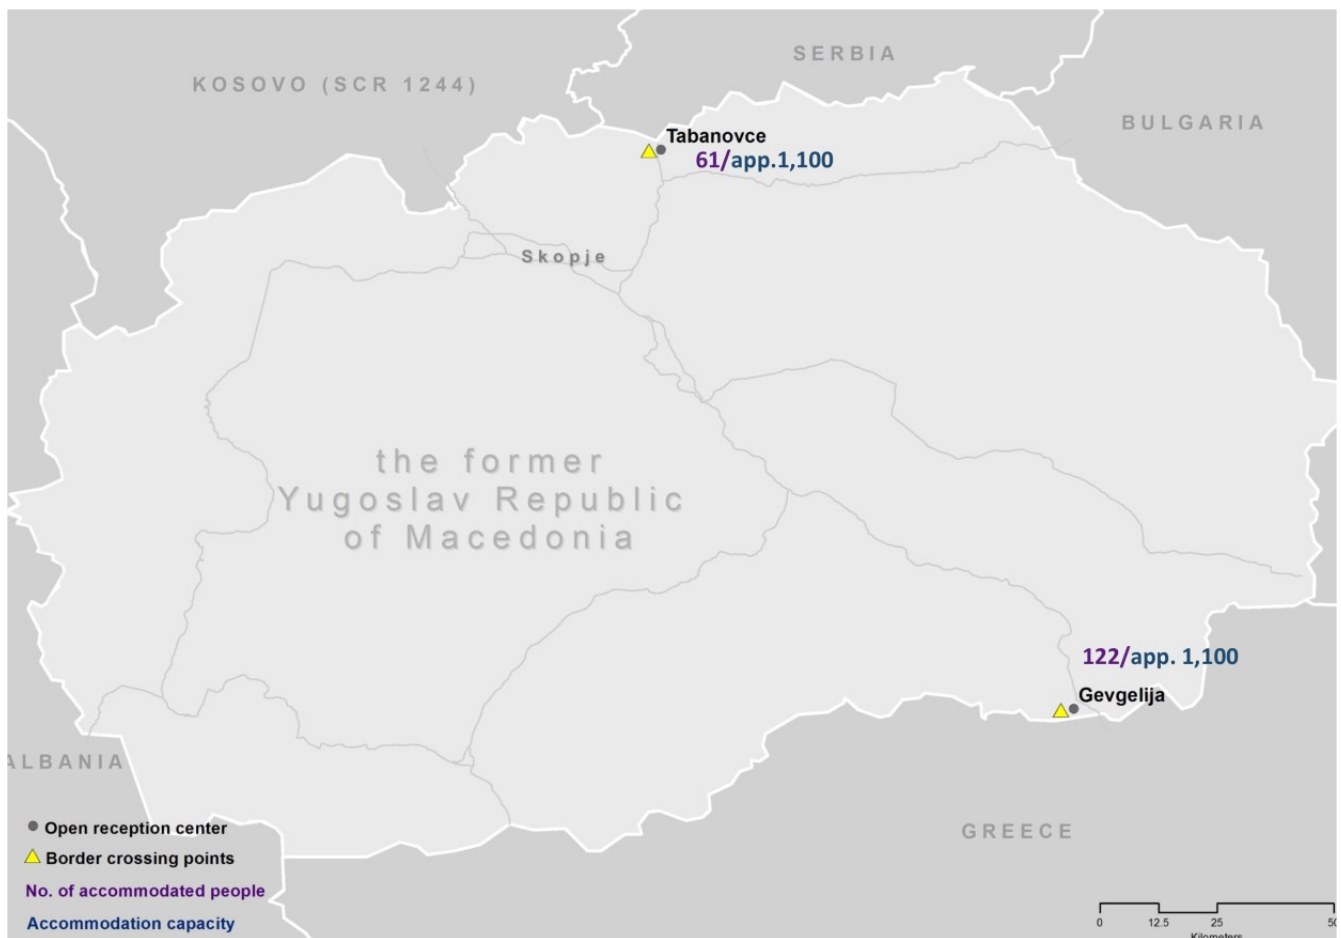 SERBIA
KOSOVO (SCR 1244)
BULGARIA
Tabanovce
61/app.1,100
Skopje
the former
Yugoslav Republic
of Macedonia
122/app. 1,100
Gevgelija
ALBANIA
GREECE
Open reception center
Border crossing points
No. of accommodated people
Accommodation capacity
0 12.5 25 50
Kilometers